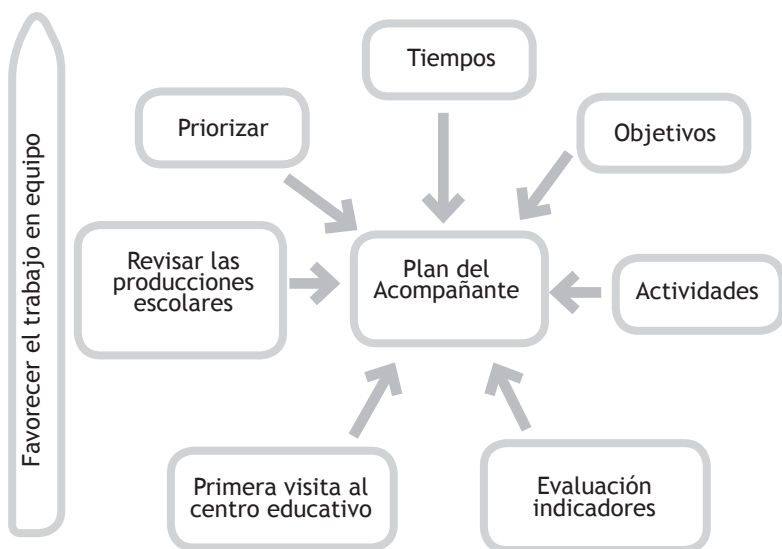 Favorecer el trabajo en equipo
Tiempos
Priorizar
Objetivos
Revisar las
producciones
escolares
Plan del
Acompañante
Actividades
Primera visita al
centro educativo
Evaluación
indicadores